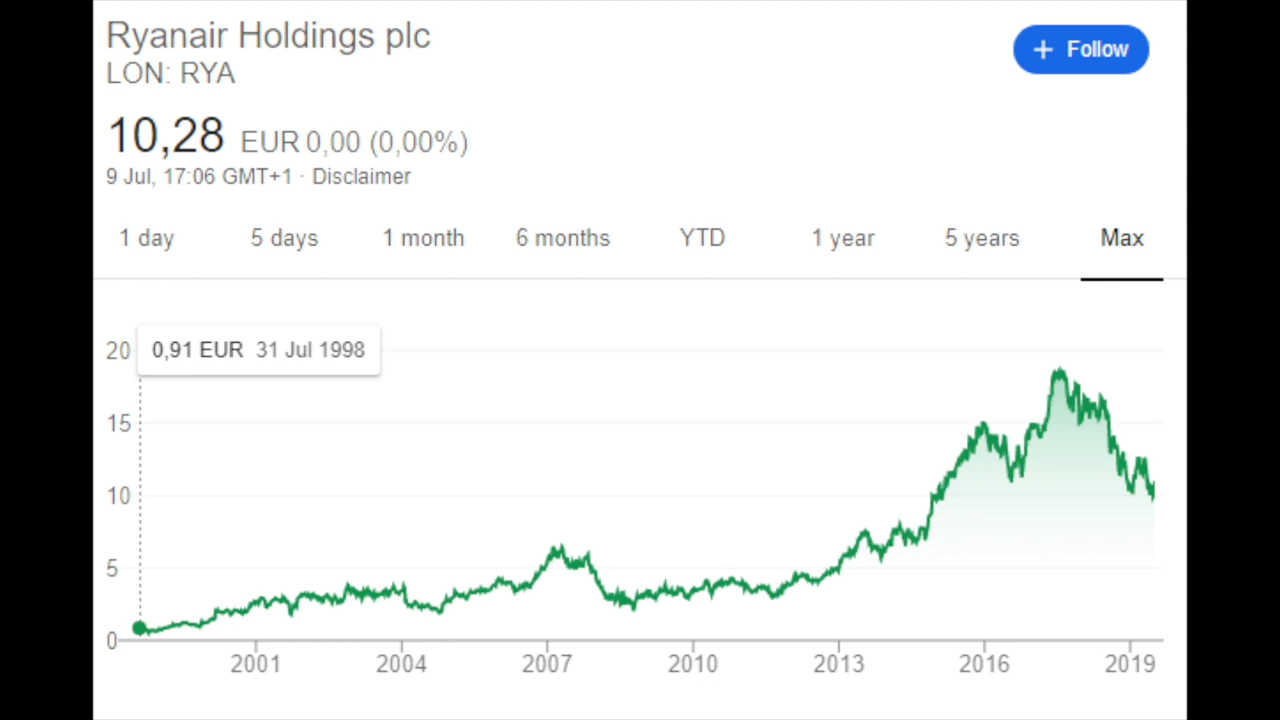 Ryanair Holdings plc
LON: RYA
+ Follow
10,28 EUR 0,00 (0,00%)
9 Jul, 17:06 GMT+1 · Disclaimer
1 day 5 days 1 month 6 months YTD 1 year 5 years Max
20
0,91 EUR 31 Jul 1998
15
10
5
0
2001 2004 2007 2010 2013 2016 2019